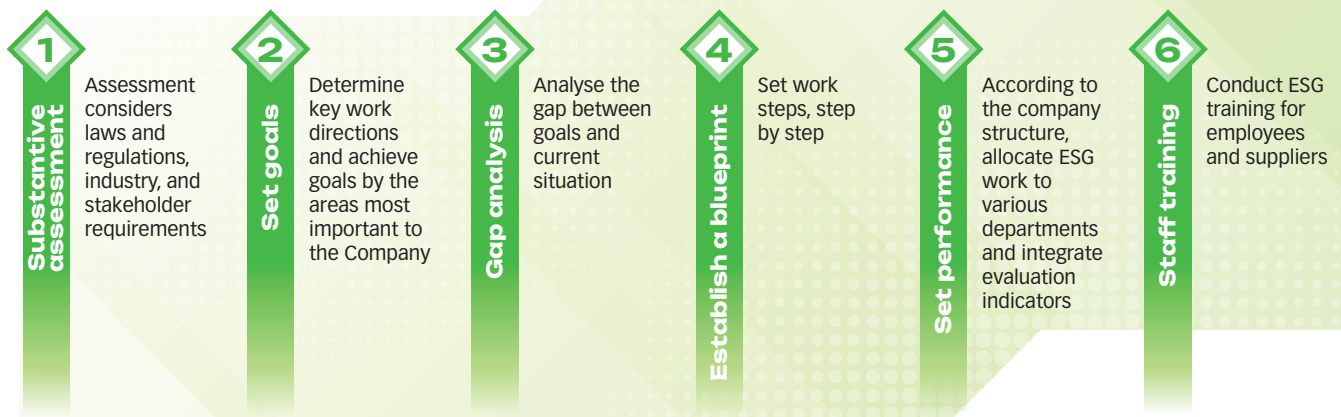 1
Substantive
assessment
Assessment
considers
laws and
regulations,
industry, and
stakeholder
requirements
2
Set goals
Determine
key work
directions
and achieve
goals by the
areas most
important to
the Company
3
Gap analysis
Analyse the
gap between
goals and
current
situation
4
Establish a blueprint
Set work
steps, step
by step
5
Set performance
According to
the company
structure,
allocate ESG
work to
various
departments
and integrate
evaluation
indicators
6
Staff training
Conduct ESG
training for
employees
and suppliers